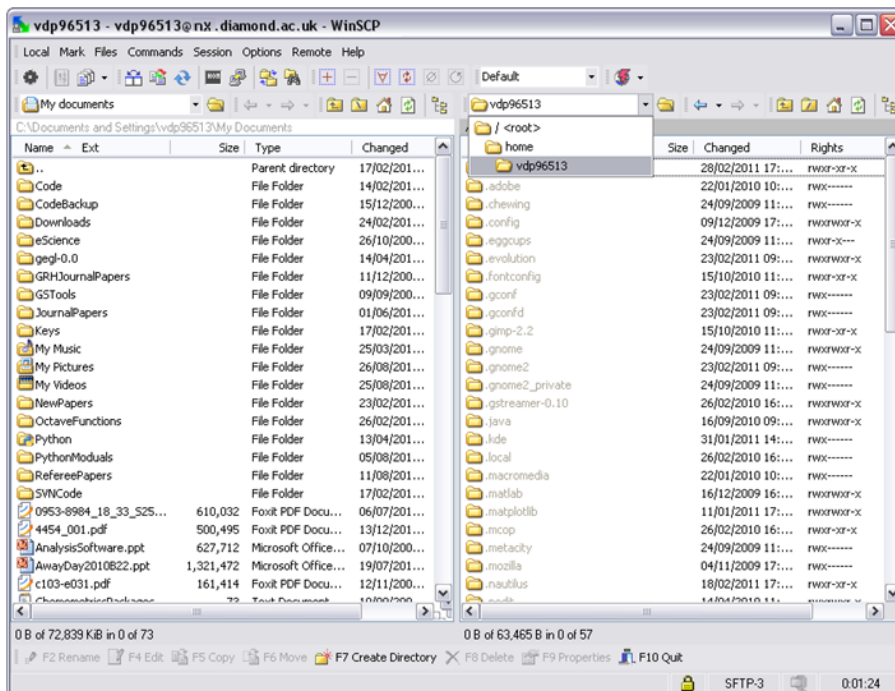 vdp96513 - vdp96513@nx.diamond.ac.uk - WinSCP
Local Mark Files Commands Session Options Remote Help
Default
My documents
vdp96513
C:\Documents and Settings\vdp96513\My Documents
/ <root>
home
vdp96513
Name Ext Size Type Changed
Size Changed Rights
.. Parent directory 17/02/201...
28/02/2011 17:... rwxr-xr-x
Code File Folder 14/02/201...
.adobe 22/01/2010 10:... rwx------
CodeBackup File Folder 15/12/200...
.chewing 24/09/2009 11:... rwx------
Downloads File Folder 24/02/201...
.config 09/12/2009 17:... rwxrwxr-x
eScience File Folder 26/10/200...
.eggcups 24/09/2009 11:... rwxr-x---
gegl-0.0 File Folder 14/04/201...
.evolution 23/02/2011 09:... rwxrwxr-x
GRHJournalPapers File Folder 11/12/200...
.fontconfig 15/10/2010 11:... rwxr-xr-x
GSTools File Folder 09/09/200...
.gconf 23/02/2011 09:... rwx------
JournalPapers File Folder 01/06/201...
.gconfd 23/02/2011 09:... rwx------
Keys File Folder 17/02/201...
.gimp-2.2 15/10/2010 11:... rwxr-xr-x
My Music File Folder 25/03/201...
.gnome 24/09/2009 11:... rwxrwxr-x
My Pictures File Folder 26/08/201...
.gnome2 23/02/2011 09:... rwx------
My Videos File Folder 25/08/201...
.gnome2_private 24/09/2009 11:... rwx------
NewPapers File Folder 23/02/201...
.gstreamer-0.10 26/02/2010 16:... rwxrwxr-x
OctaveFunctions File Folder 26/02/201...
.java 16/09/2010 09:... rwxrwxr-x
Python File Folder 13/04/201...
.kde 31/01/2011 14:... rwx------
PythonModuals File Folder 05/08/201...
.local 26/02/2010 16:... rwx------
RefereePapers File Folder 11/08/201...
.macromedia 22/01/2010 10:... rwx------
SVNCode File Folder 17/02/201...
.matlab 16/12/2009 16:... rwxrwxr-x
0953-8984_18_33_S25... 610,032 Foxit PDF Docu... 06/07/201...
.matplotlib 11/01/2011 17:... rwxrwxr-x
4454_001.pdf 500,495 Foxit PDF Docu... 13/12/201...
.mcop 26/02/2010 16:... rwxr-xr-x
AnalysisSoftware.ppt 627,712 Microsoft Office... 07/10/200...
.metacity 24/09/2009 11:... rwx------
AwayDay2010B22.ppt 1,321,472 Microsoft Office... 19/07/201...
.mozilla 04/11/2009 17:... rwx------
c103-e031.pdf 161,414 Foxit PDF Docu... 12/11/200...
.nautilus 18/02/2011 17:... rwxr-xr-x
0 B of 72,839 KiB in 0 of 73
0 B of 63,465 B in 0 of 57
F2 Rename F4 Edit F5 Copy F6 Move F7 Create Directory F8 Delete F9 Properties F10 Quit
SFTP-3 0:01:24